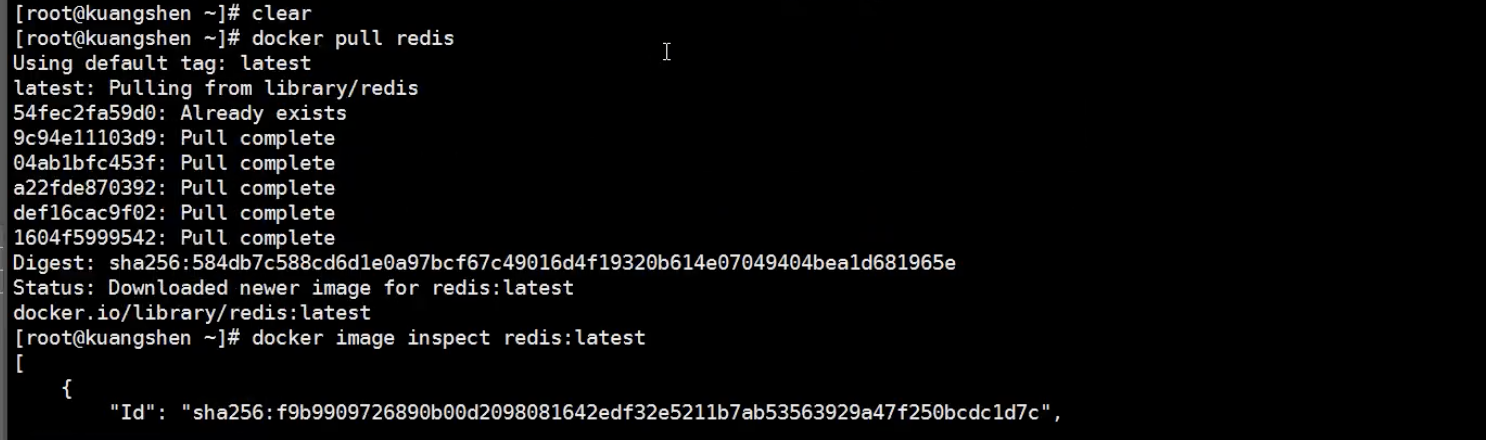 [root@kuangshen ~]# clear
[root@kuangshen ~]# docker pull redis
Using default tag: latest
latest: Pulling from library/redis
54fec2fa59d0: Already exists
9c94e11103d9: Pull complete
04ab1bfc453f: Pull complete
a22fde870392: Pull complete
def16cac9f02: Pull complete
1604f5999542: Pull complete
Digest: sha256:584db7c588cd6d1e0a97bcf67c49016d4f19320b614e07049404bea1d681965e
Status: Downloaded newer image for redis:latest
docker.io/library/redis:latest
[root@kuangshen ~]# docker image inspect redis:latest
[
    {
        "Id": "sha256:f9b9909726890b00d2098081642edf32e5211b7ab53563929a47f250bcdc1d7c",